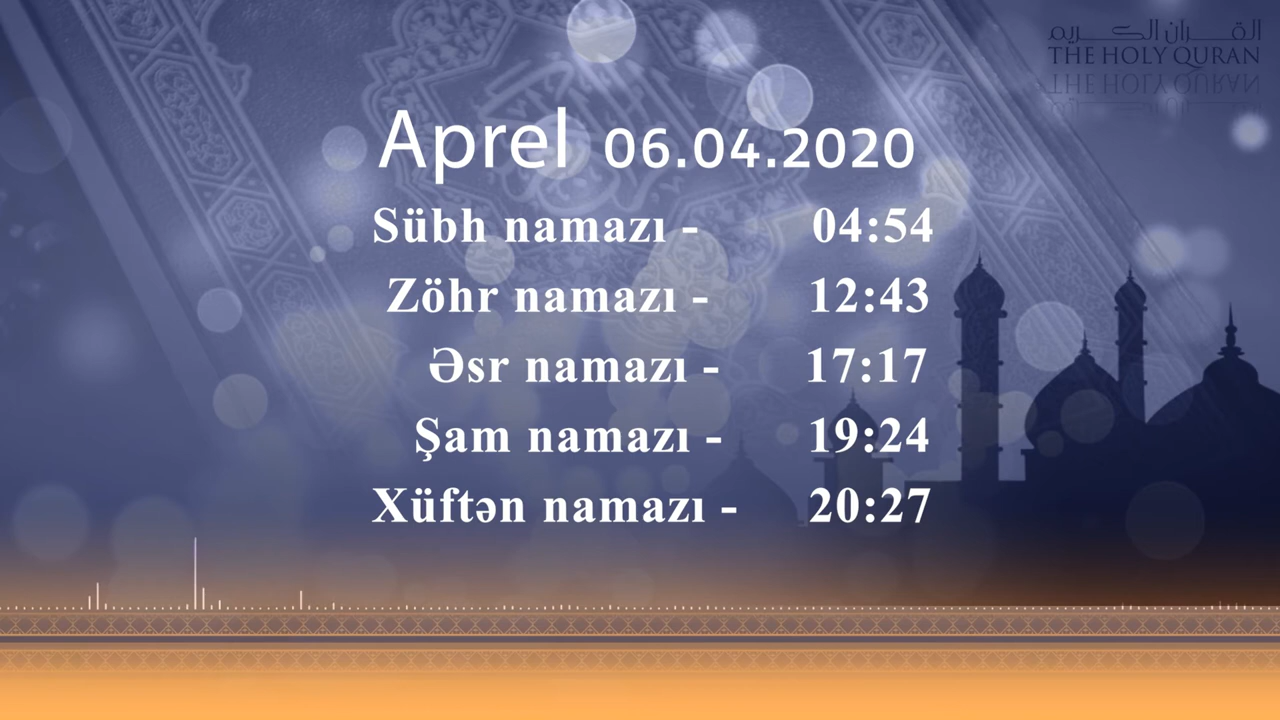 القرآن الكريم
THE HOLY QURAN
Aprel 06.04.2020
Sübh namazı - 04:54
Zöhr namazı - 12:43
Əsr namazı - 17:17
Şam namazı - 19:24
Xüftən namazı - 20:27